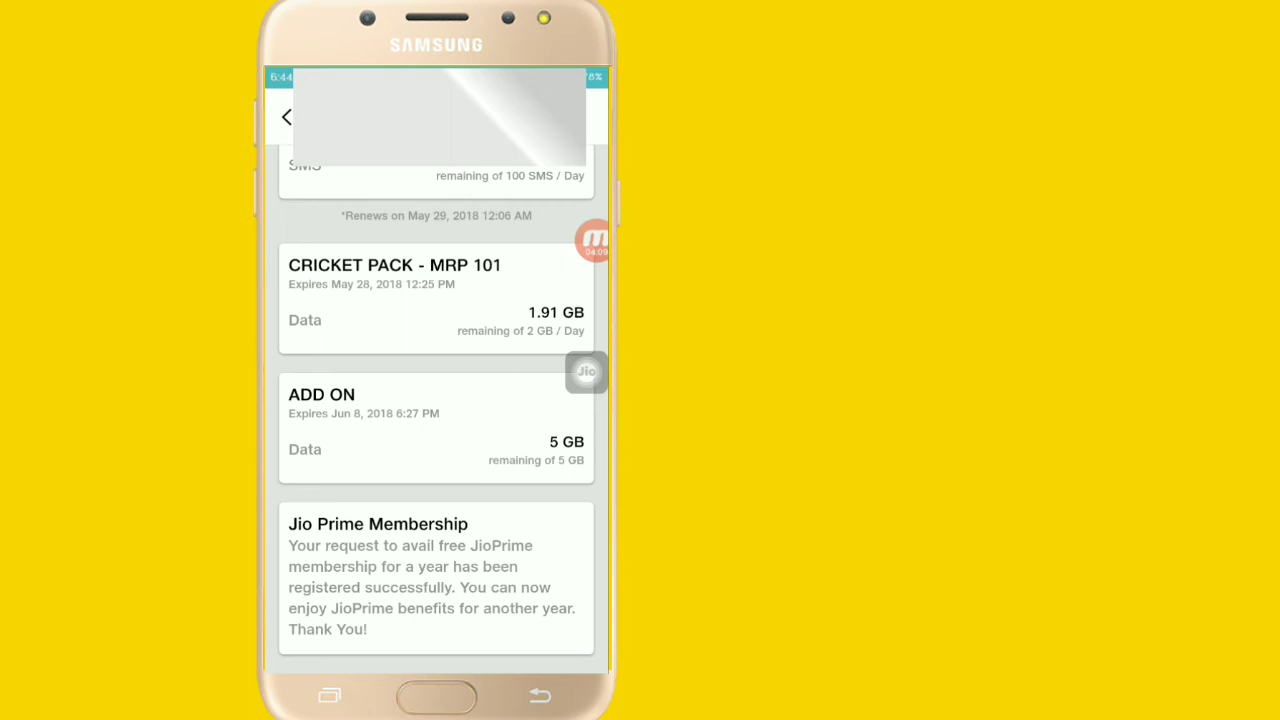 SAMSUNG
6:44
78%
SMS
remaining of 100 SMS / Day
*Renews on May 29, 2018 12:06 AM
04:09
CRICKET PACK - MRP 101
Expires May 28, 2018 12:25 PM
1.91 GB
Data
remaining of 2 GB / Day
Jio
ADD ON
Expires Jun 8, 2018 6:27 PM
5 GB
Data
remaining of 5 GB
Jio Prime Membership
Your request to avail free JioPrime
membership for a year has been
registered successfully. You can now
enjoy JioPrime benefits for another year.
Thank You!